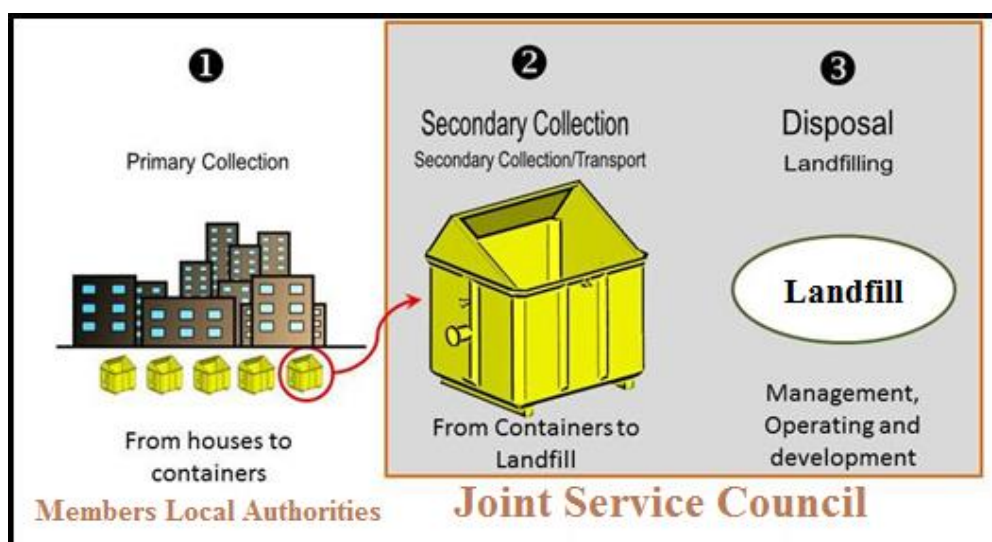 ❶
Primary Collection
From houses to
containers
Members Local Authorities
❷
Secondary Collection
Secondary Collection/Transport
From Containers to
Landfill
❸
Disposal
Landfilling
Landfill
Management,
Operating and
development
Joint Service Council